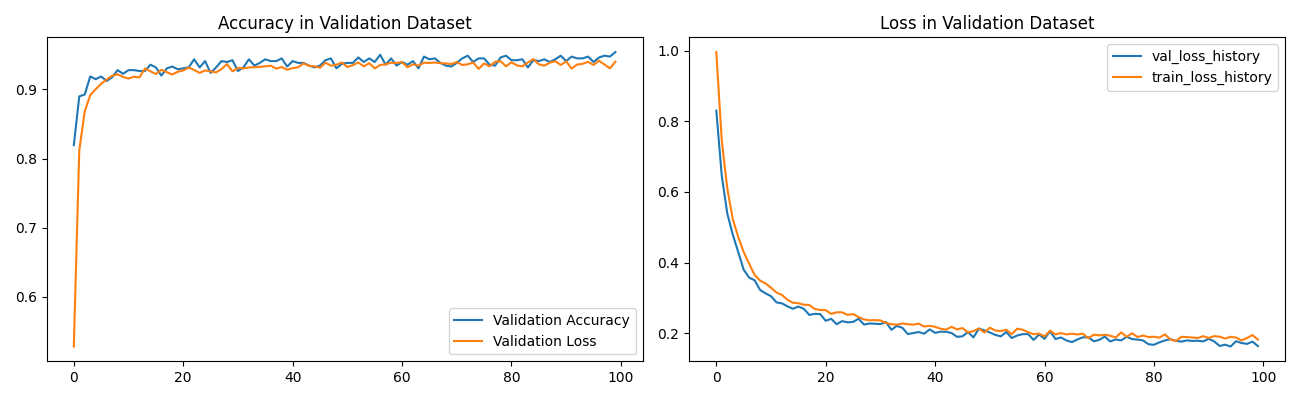 Accuracy in Validation Dataset
0.9
0.8
0.7
0.6
Validation Accuracy
Validation Loss
0 20 40 60 80 100
Loss in Validation Dataset
1.0
0.8
0.6
0.4
0.2
val_loss_history
train_loss_history
0 20 40 60 80 100